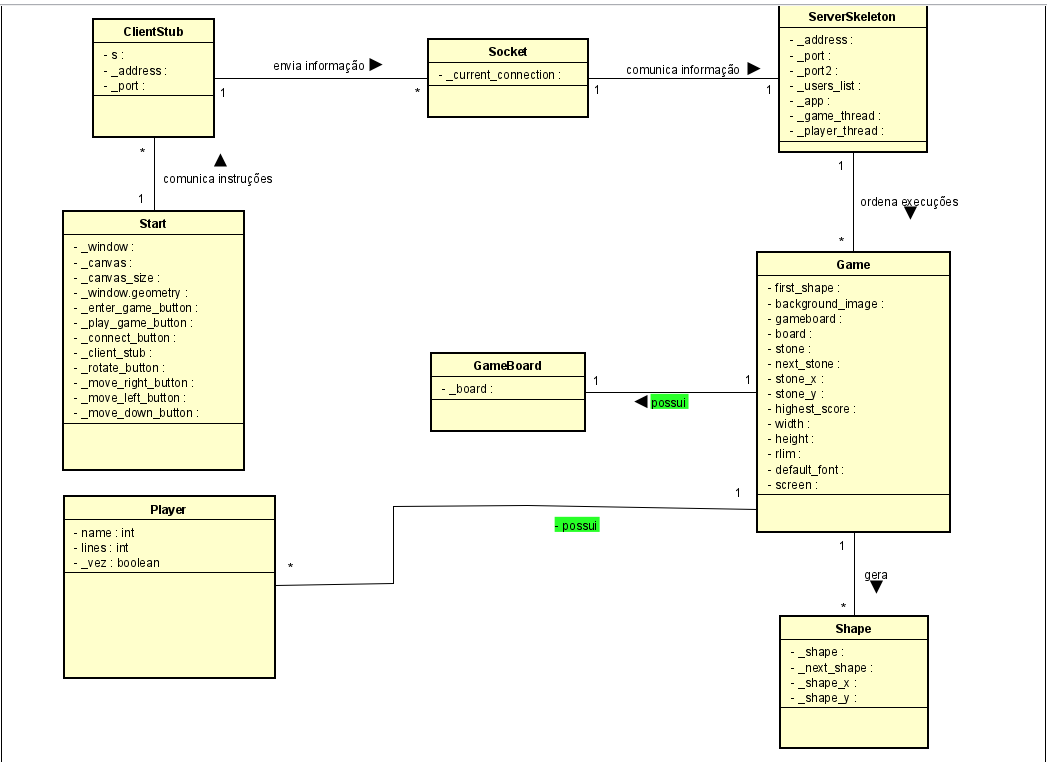 ClientStub
- s :
- _address :
- _port :
envia informação
1
*
Socket
- _current_connection :
comunica informação
1
1
ServerSkeleton
- _address :
- _port :
- _port2 :
- _users_list :
- _app :
- _game_thread :
- _player_thread :
*
comunica instruções
1
1
ordena execuções
*
Start
- _window :
- _canvas :
- _canvas_size :
- _window.geometry :
- _enter_game_button :
- _play_game_button :
- _connect_button :
- _client_stub :
- _rotate_button :
- _move_right_button :
- _move_left_button :
- _move_down_button :
Game
- first_shape :
- background_image :
- gameboard :
- board :
- stone :
- next_stone :
- stone_x :
- stone_y :
- highest_score :
- width :
- height :
- rlim :
- default_font :
- screen :
GameBoard
- _board :
1
1
possui
Player
- name : int
- lines : int
- _vez : boolean
*
1
- possui
1
gera
*
Shape
- _shape :
- _next_shape :
- _shape_x :
- _shape_y :